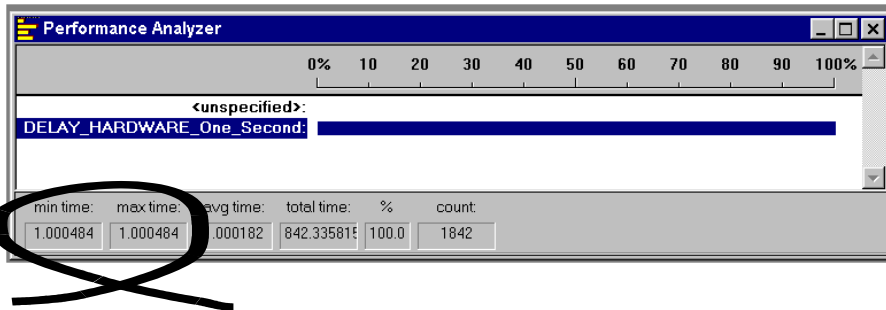 Performance Analyzer
0% 10 20 30 40 50 60 70 80 90 100%
<unspecified>:
DELAY_HARDWARE_One_Second:
min time: max time: avg time: total time: % count:
1.000484 1.000484 .000182 842.335815 100.0 1842